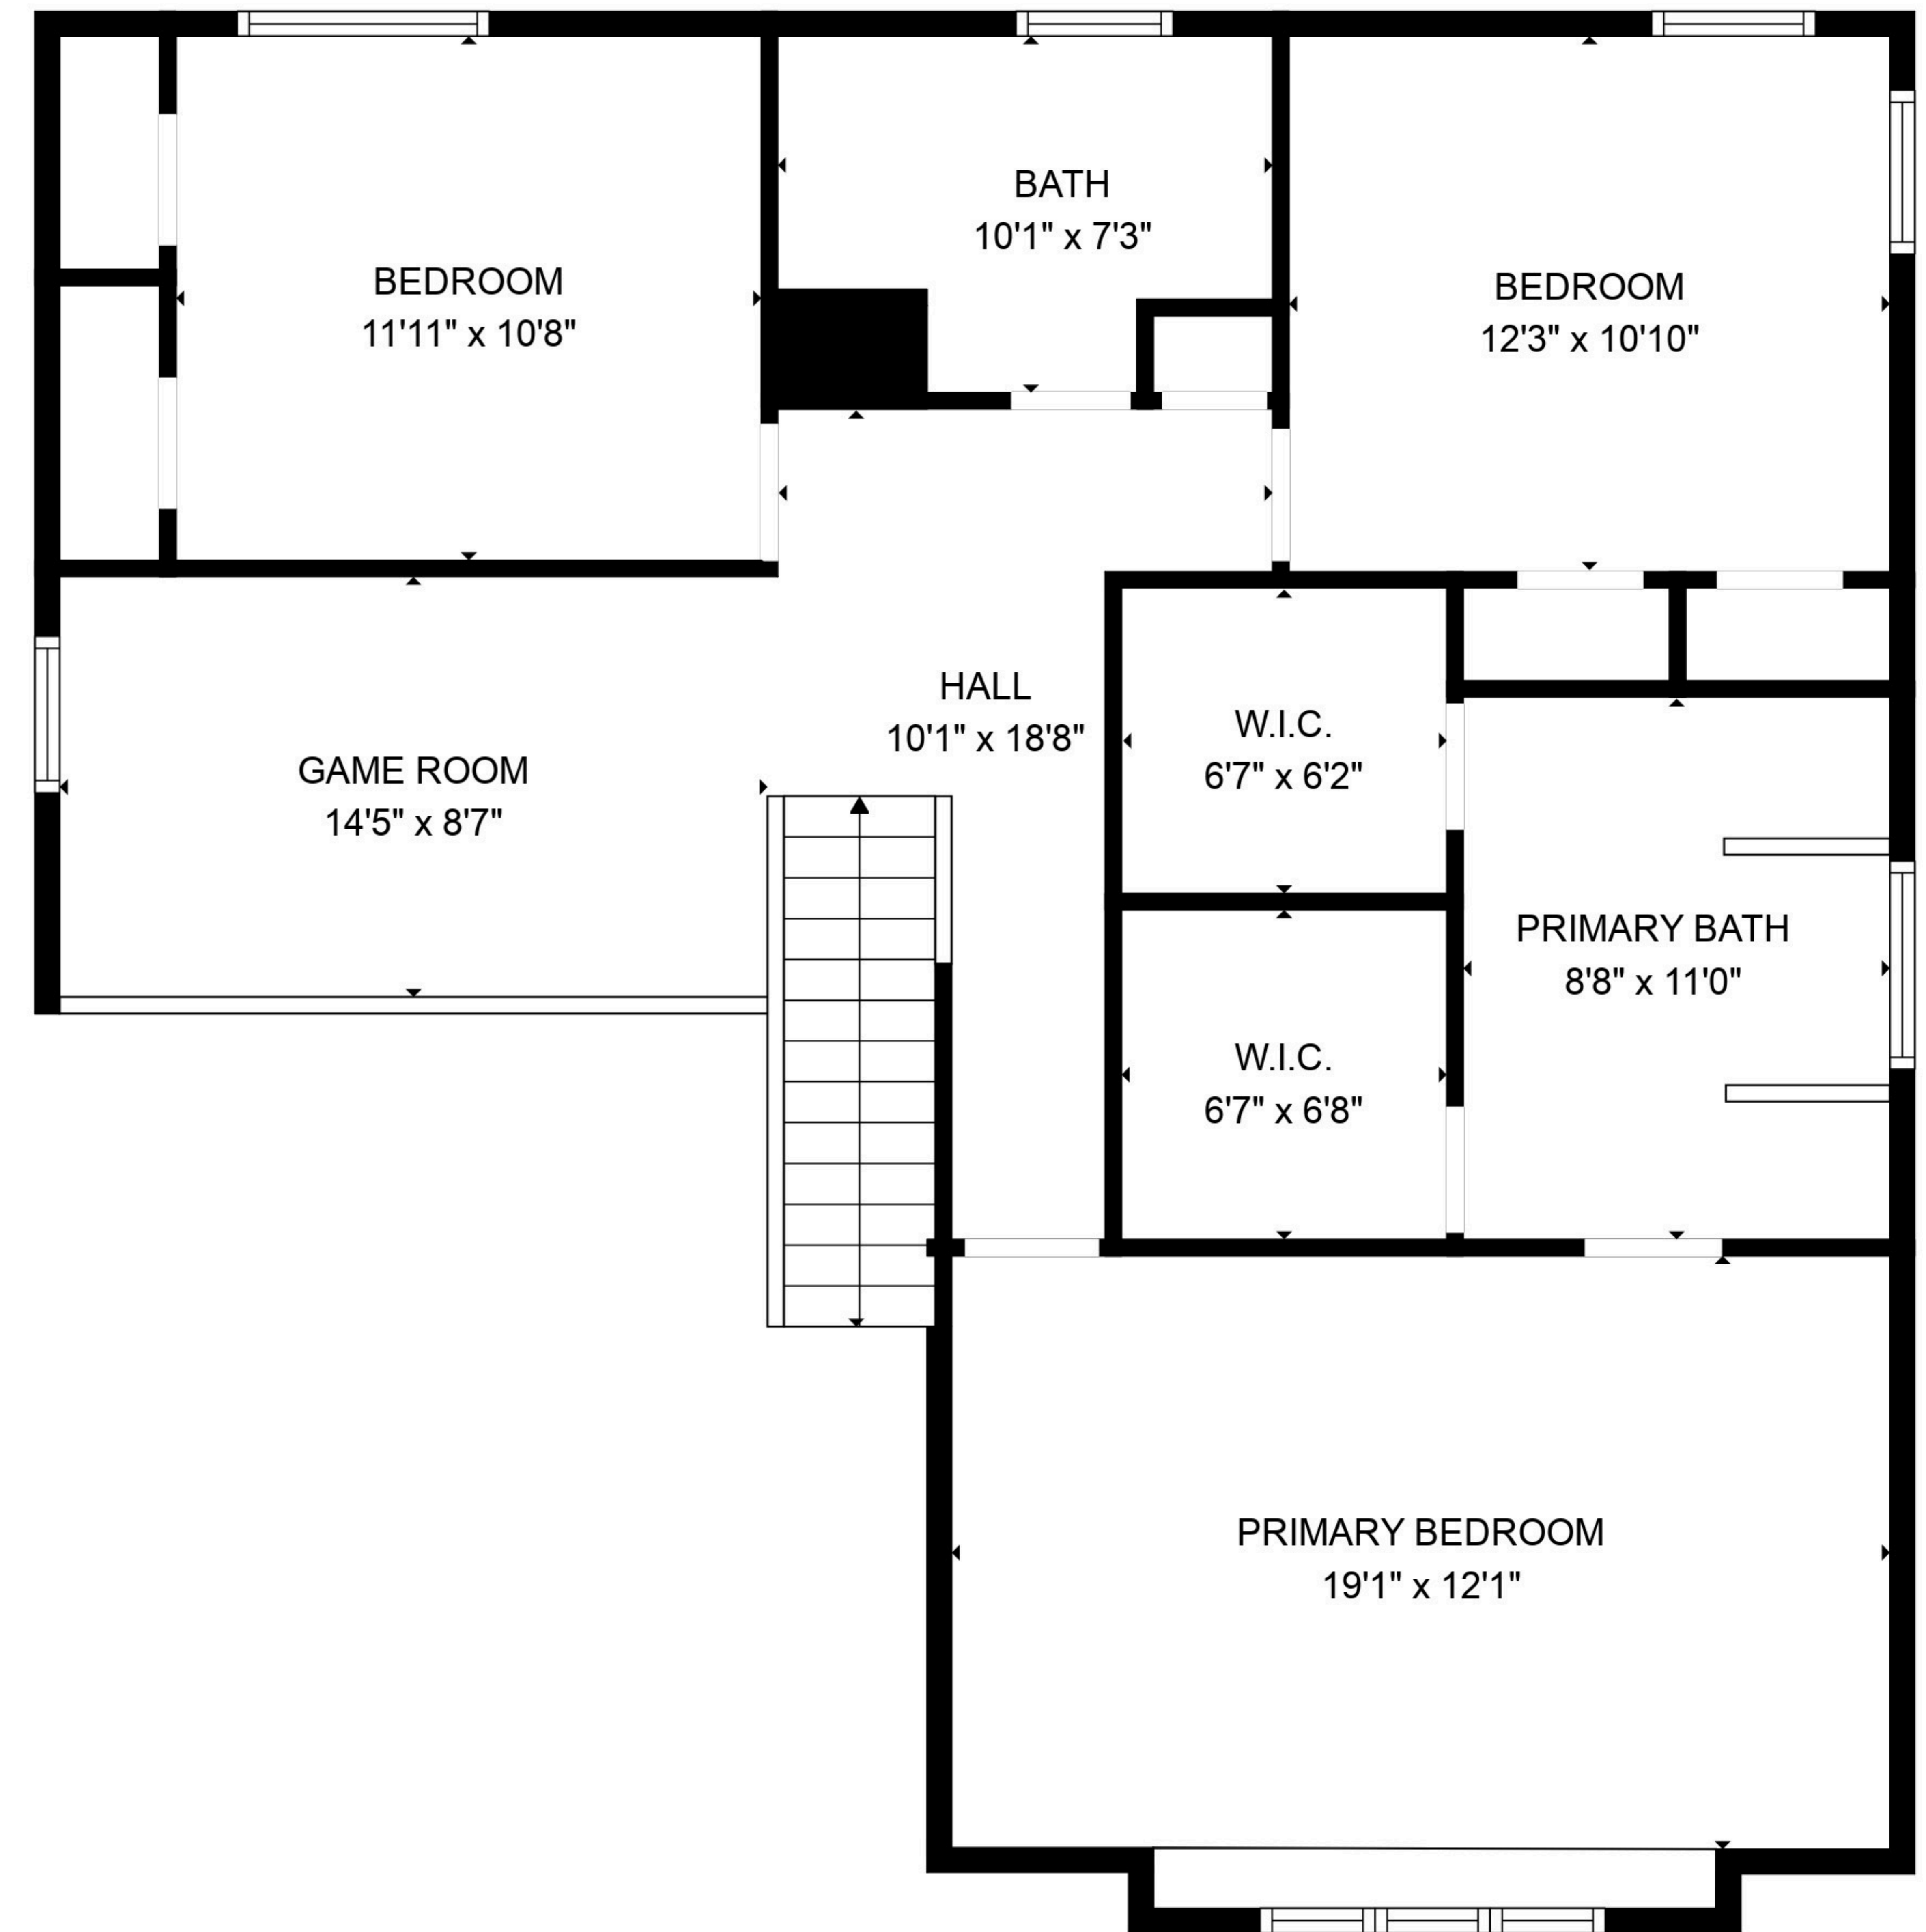 BATH
10'1" x 7'3"
BEDROOM
11'11" x 10'8"
BEDROOM
12'3" x 10'10"
HALL
10'1" x 18'8"
W.I.C.
6'7" x 6'2"
GAME ROOM
14'5" x 8'7"
PRIMARY BATH
8'8" x 11'0"
W.I.C.
6'7" x 6'8"
PRIMARY BEDROOM
19'1" x 12'1"